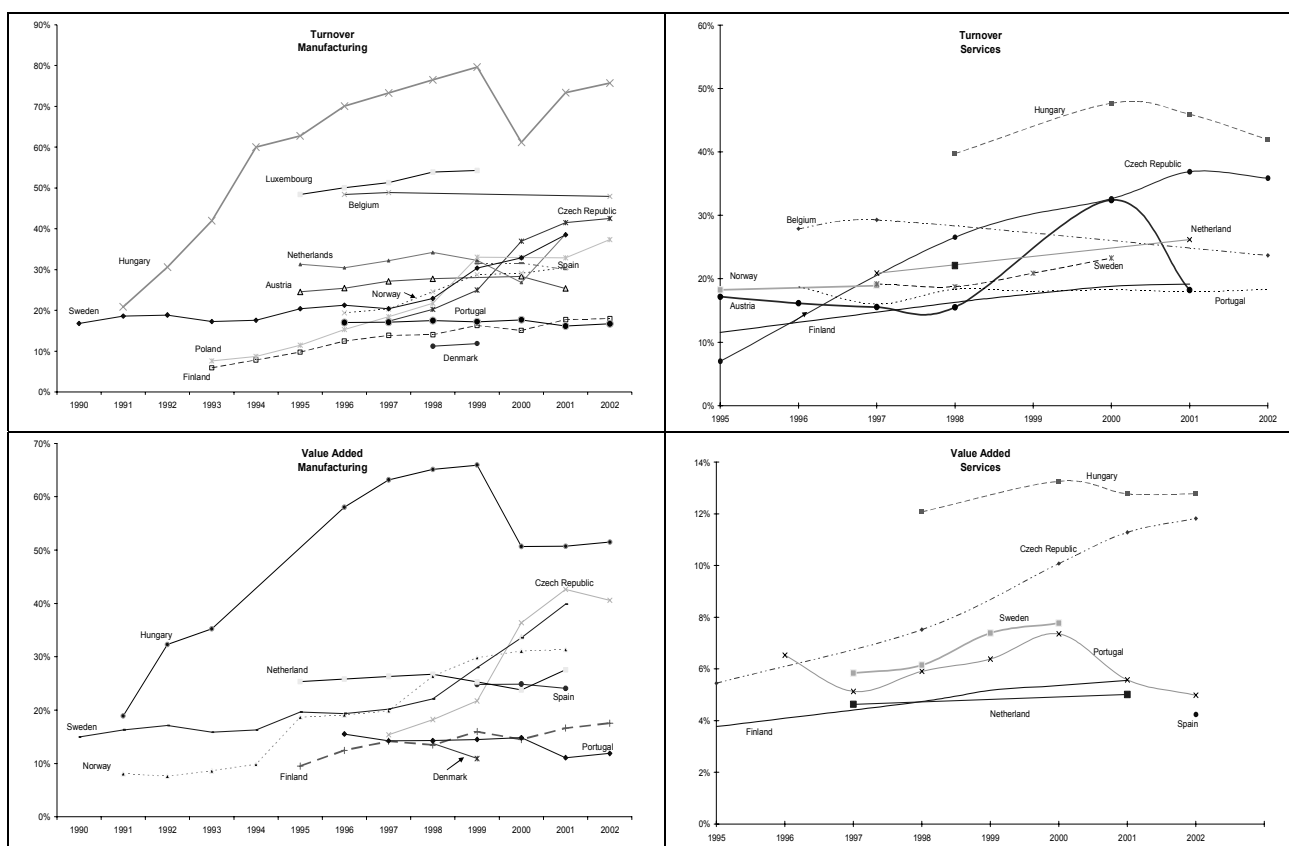 Turnover
Manufacturing
90%
80%
70%
60%
50%
40%
30%
20%
10%
0%
Hungary
Luxembourg
Belgium
Czech Republic
Netherlands
Spain
Austria
Norway
Sweden
Portugal
Poland
Finland
Denmark
1990 1991 1992 1993 1994 1995 1996 1997 1998 1999 2000 2001 2002
Turnover
Services
60%
50%
40%
30%
20%
10%
0%
Hungary
Czech Republic
Belgium
Netherland
Sweden
Norway
Austria
Portugal
Finland
1995 1996 1997 1998 1999 2000 2001 2002
Value Added
Manufacturing
70%
60%
50%
40%
30%
20%
10%
0%
Czech Republic
Hungary
Netherland
Spain
Sweden
Norway
Finland
Denmark
Portugal
1990 1991 1992 1993 1994 1995 1996 1997 1998 1999 2000 2001 2002
Value Added
Services
14%
12%
10%
8%
6%
4%
2%
0%
Hungary
Czech Republic
Sweden
Portugal
Netherland
Finland
Spain
1995 1996 1997 1998 1999 2000 2001 2002